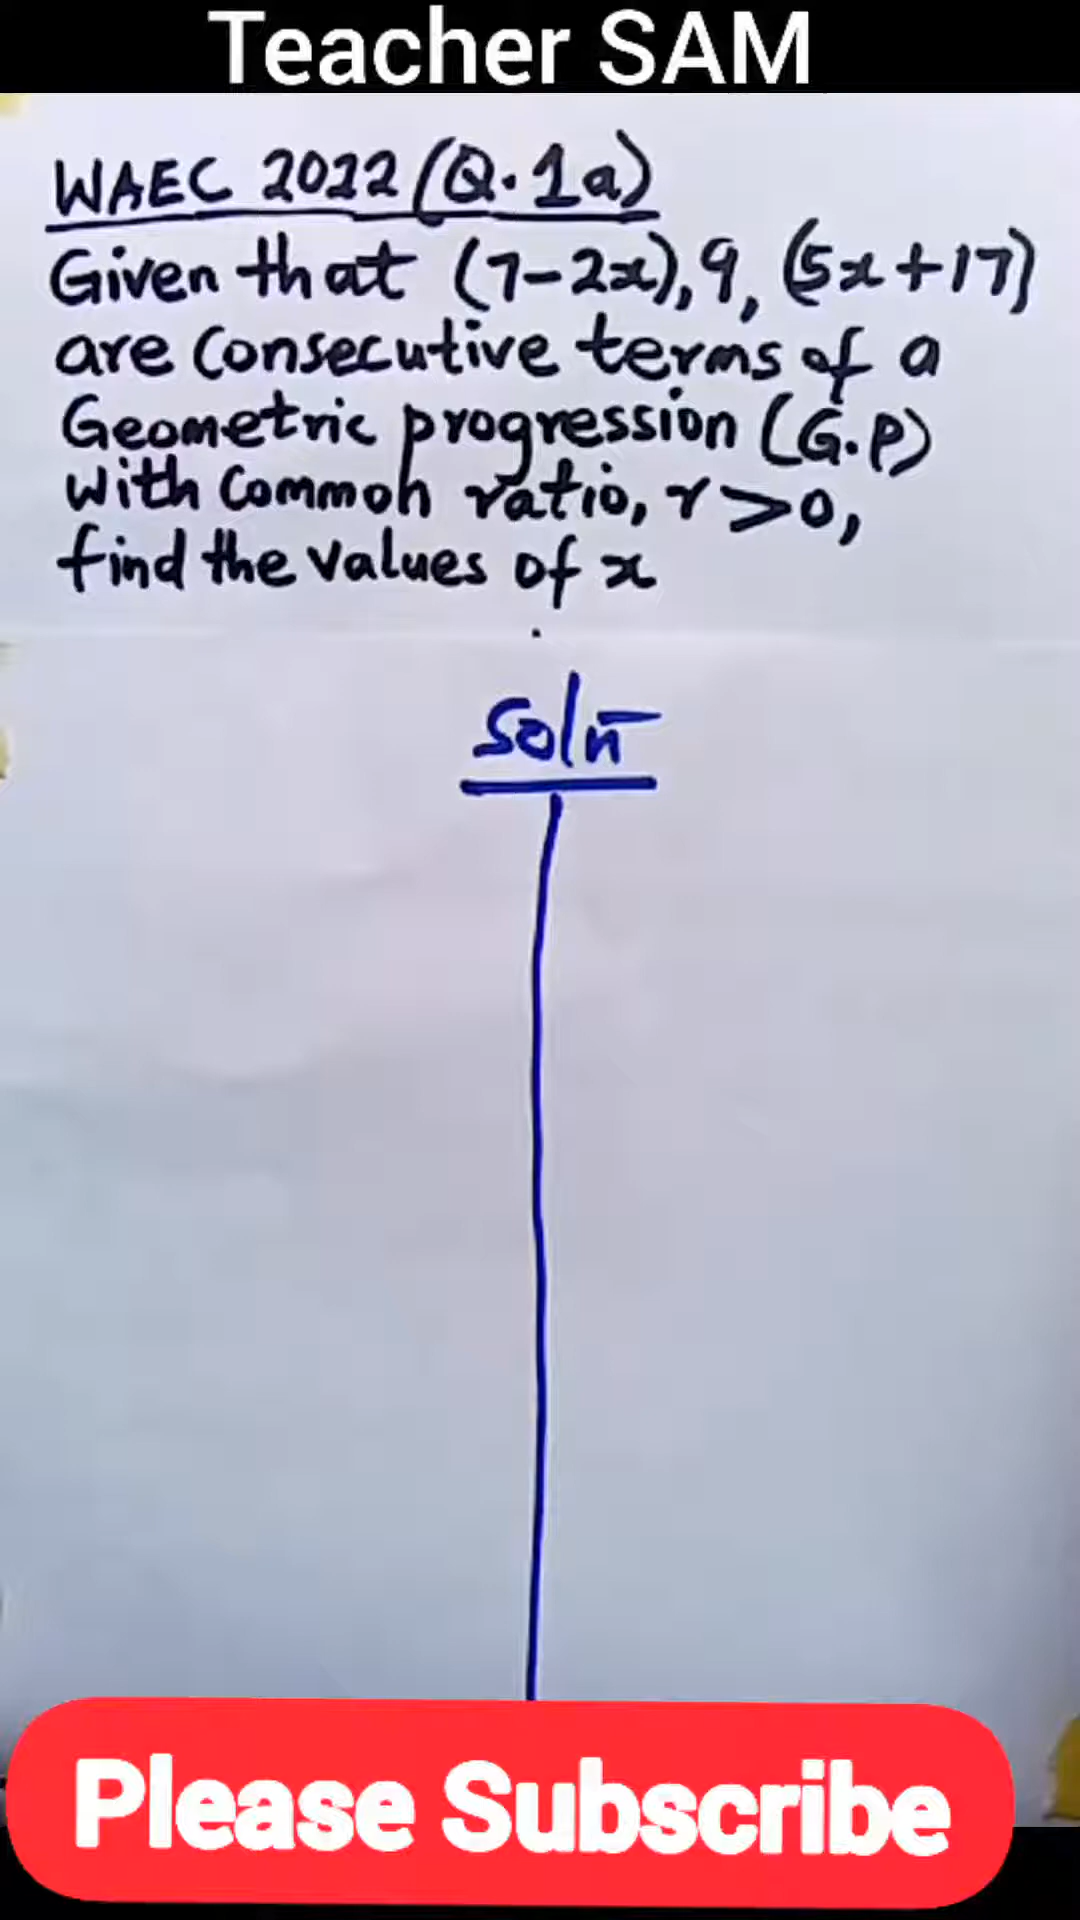 Teacher SAM
WAEC 2022 (Q.1a)
Given that (7-2x), 9, (5x+17)
are consecutive terms of a
Geometric progression (G.P)
with common ratio, r>0,
find the values of x
Soln
Please Subscribe